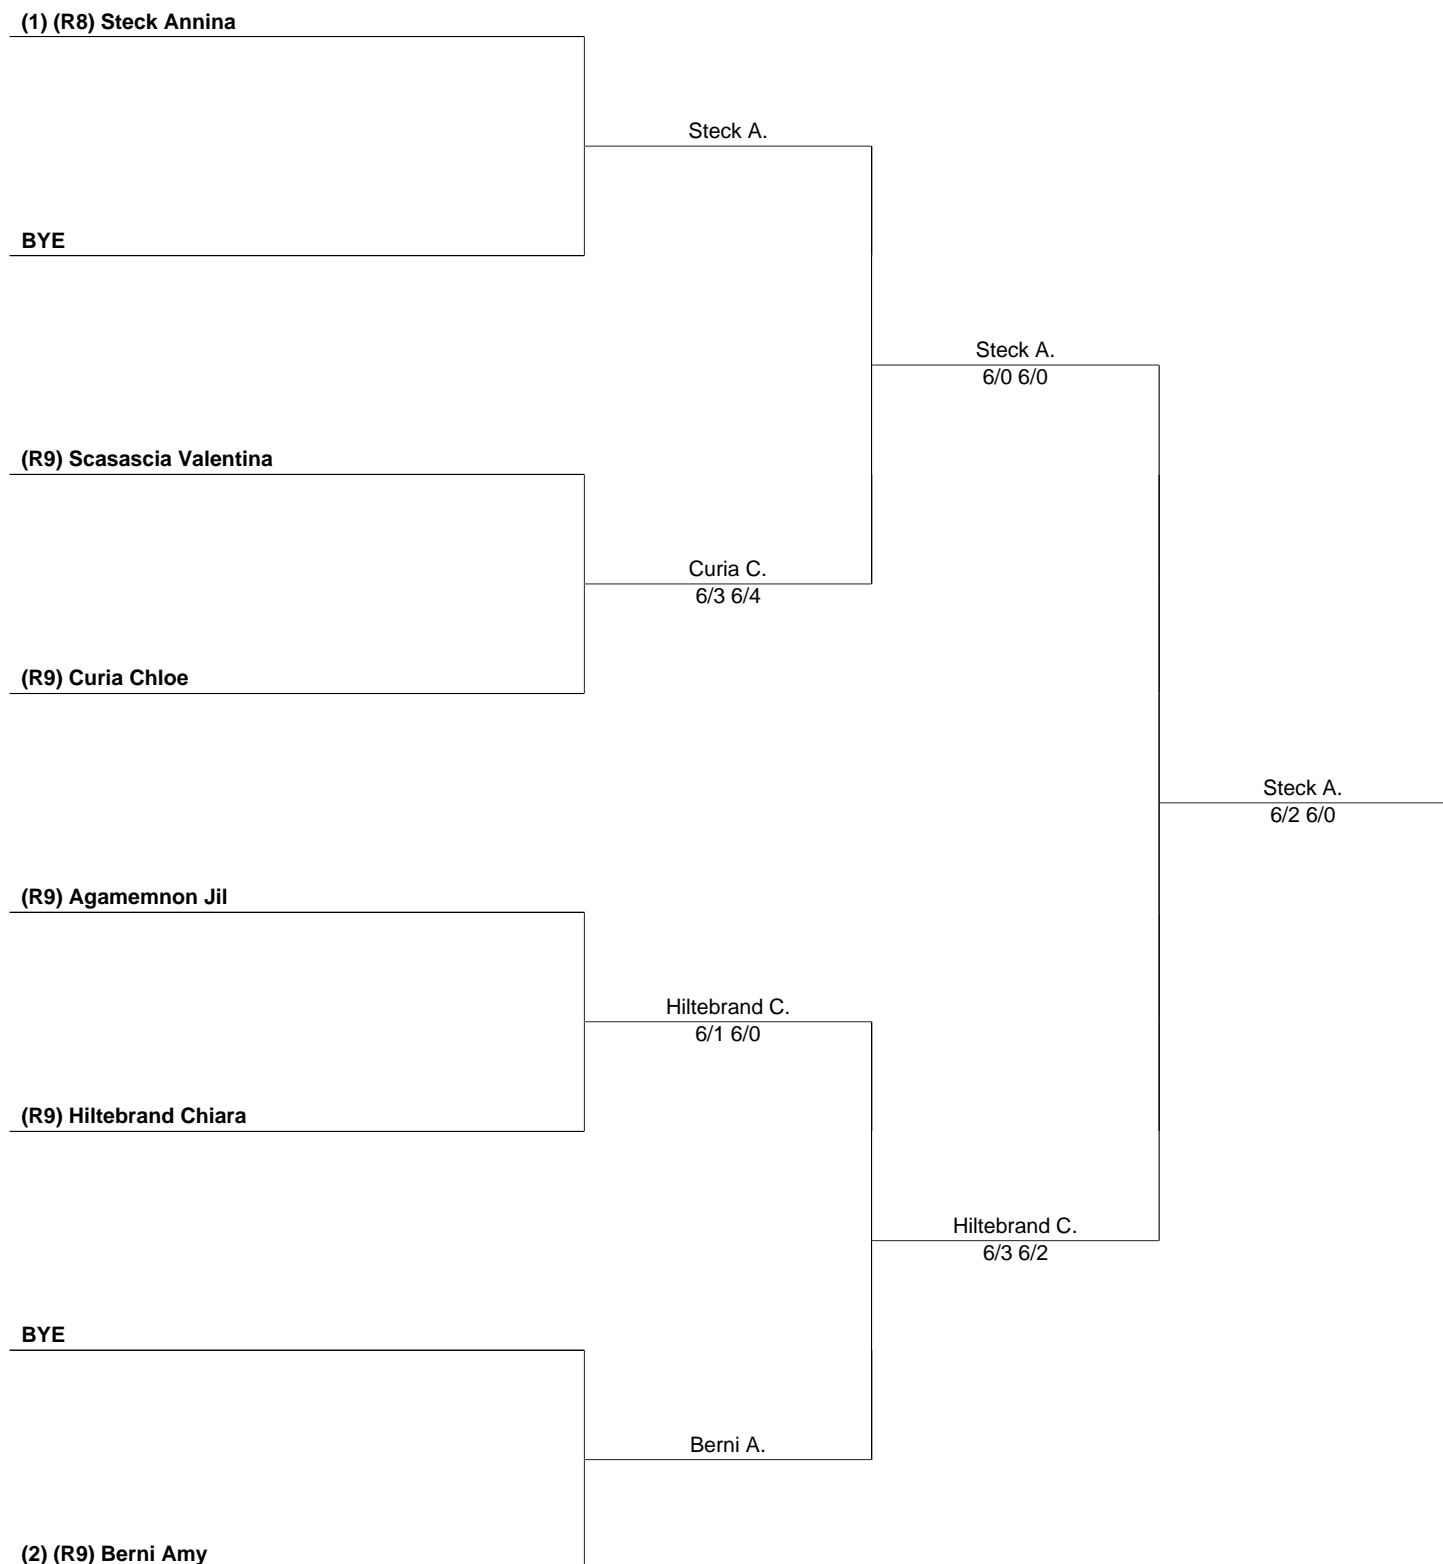 (1) (R8) Steck Annina
Steck A.
BYE
Steck A.
6/0 6/0
(R9) Scasascia Valentina
Curia C.
6/3 6/4
(R9) Curia Chloe
Steck A.
6/2 6/0
(R9) Agamemnon Jil
Hiltebrand C.
6/1 6/0
(R9) Hiltebrand Chiara
Hiltebrand C.
6/3 6/2
BYE
Berni A.
(2) (R9) Berni Amy